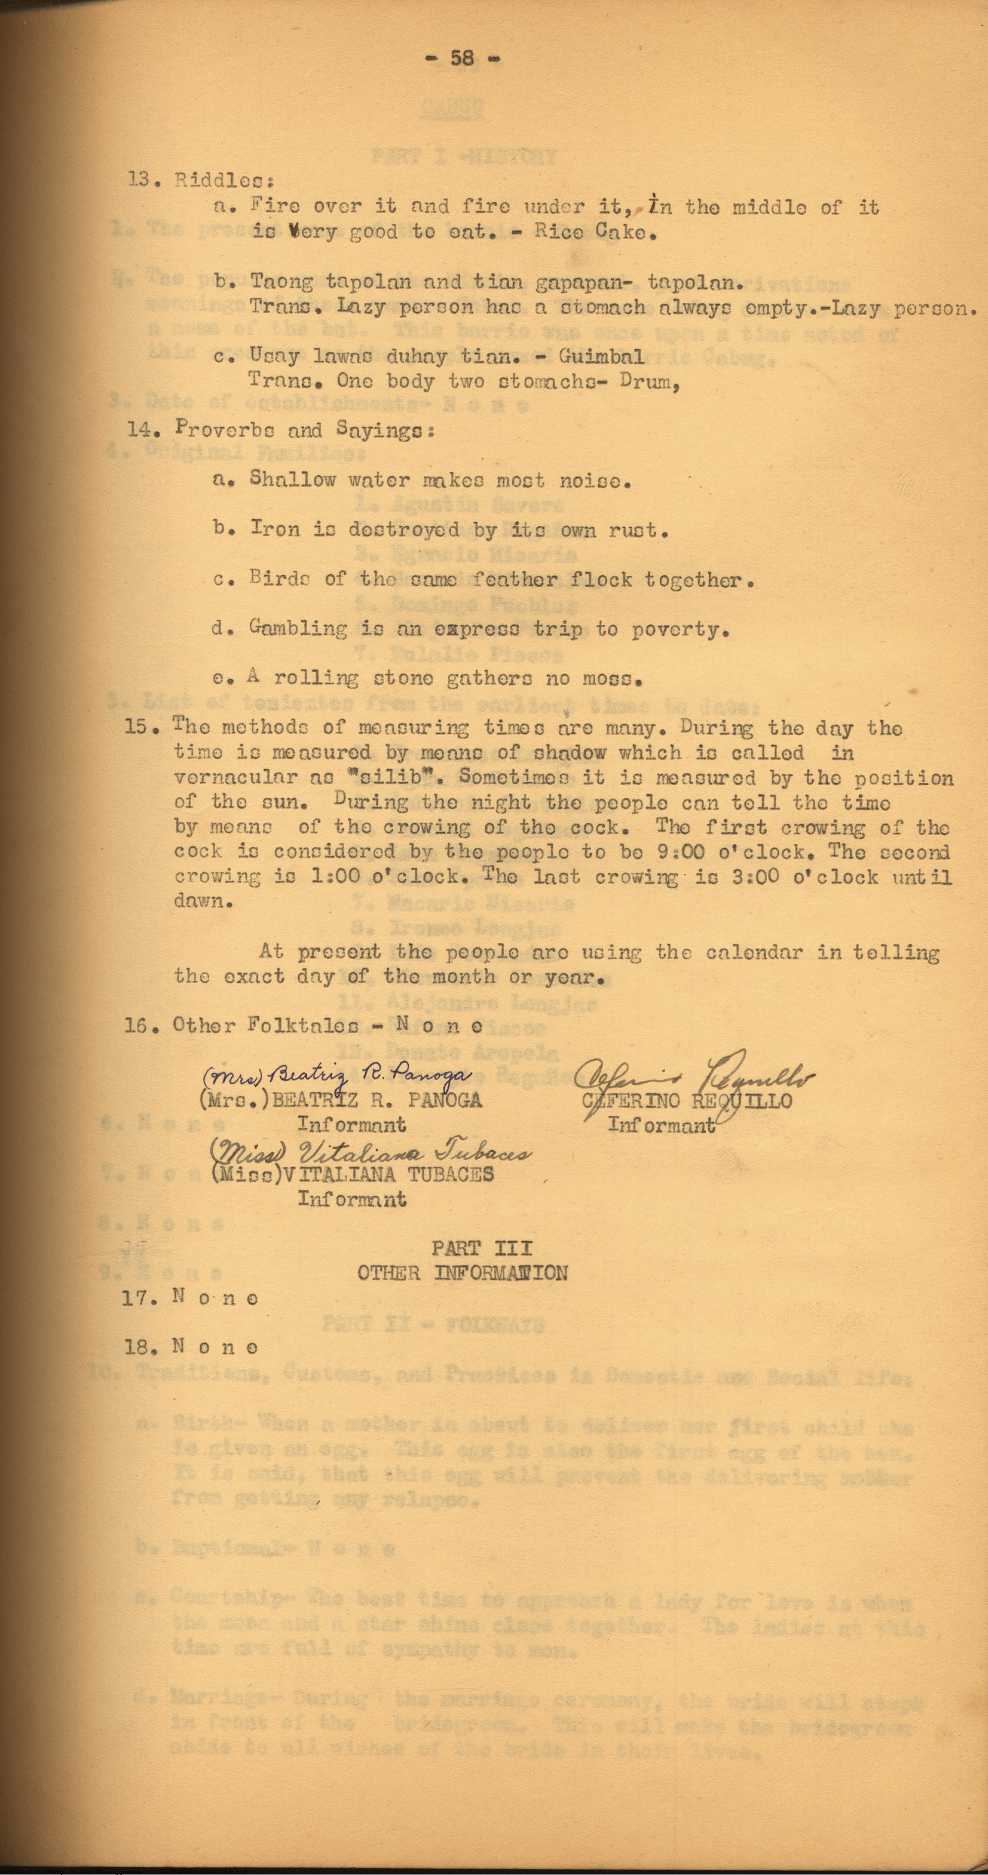 - 58 -
13. Riddles:
a. Fire over it and fire under it, in the middle of it
is very good to eat. - Rice Cake.
b. Taong tapolan and tian gapapan- tapolan.
Trans. Lazy person has a stomach always empty.-Lazy person.
c. Usay lawas duhay tian. - Guimbal
Trans. One body two stomachs- Drum,
14. Proverbs and Sayings:
a. Shallow water makes most noise.
b. Iron is destroyed by its own rust.
c. Birds of the same feather flock together.
d. Gambling is an express trip to poverty.
e. A rolling stone gathers no moss.
15. The methods of measuring times are many. During the day the
time is measured by means of shadow which is called in
vernacular as "silib". Sometimes it is measured by the position
of the sun. During the night the people can tell the time
by means of the crowing of the cock. The first crowing of the
cock is considered by the people to be 9:00 o'clock. The second
crowing is 1:00 o'clock. The last crowing is 3:00 o'clock until
dawn.
At present the people are using the calendar in telling
the exact day of the month or year.
16. Other Folktales - N o n e
(Mrs) Beatriz R. Panoga Ceferino Requillo
(Mrs.)BEATRIZ R. PANOGA CEFERINO REQUILLO
Informant Informant
(Miss) Vitaliana Tubaces
(Miss)VITALIANA TUBACES
Informant
PART III
OTHER INFORMATION
17. N o n e
18. N o n e